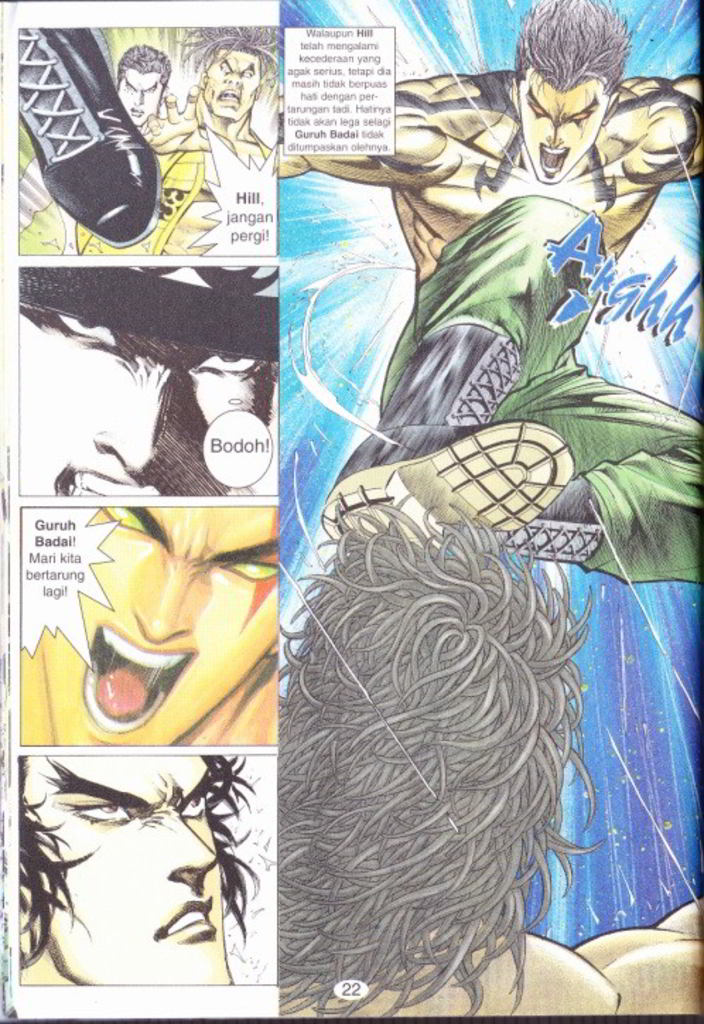 Hill,
jangan
pergi!
Bodoh!
Guruh
Badai!
Mari kita
bertarung
lagi!
Walaupun Hill
telah mengalami
kecederaan yang
agak serius, tetapi dia
masih tidak berpuas
hati dengan per-
tarungan tadi. Hatinya
tidak akan lega selagi
Guruh Badai tidak
ditumpaskan olehnya.
Arghh
22